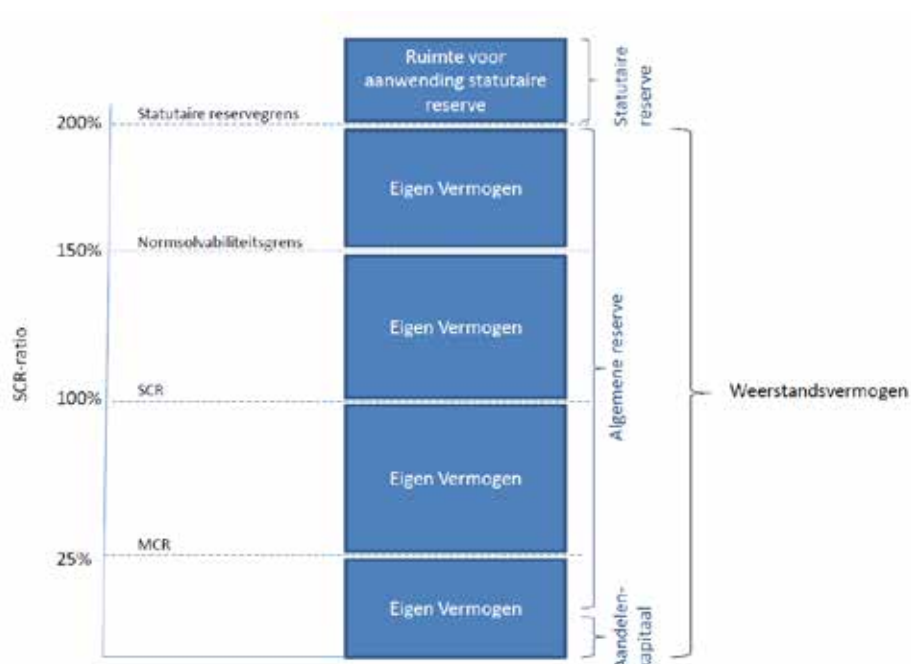 Ruimte voor
aanwending statutaire
reserve
Statutaire
reserve
200%
Statutaire reservegrens
Eigen Vermogen
Normsolvabiliteitsgrens
150%
Eigen Vermogen
SCR-ratio
SCR
100%
Algemene reserve
Weerstandsvermogen
Eigen Vermogen
MCR
25%
Eigen Vermogen
Aandelen-
kapitaal